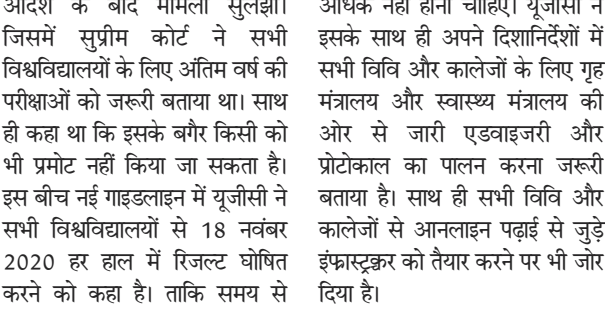 आदेश के बाद मामला सुलझा।
जिसमें सुप्रीम कोर्ट ने सभी
विश्वविद्यालयों के लिए अंतिम वर्ष की
परीक्षाओं को जरूरी बताया था। साथ
ही कहा था कि इसके बगैर किसी को
भी प्रमोट नहीं किया जा सकता है।
इस बीच नई गाइडलाइन में यूजीसी ने
सभी विश्वविद्यालयों से 18 नवंबर
2020 हर हाल में रिजल्ट घोषित
करने को कहा है। ताकि समय से
अधिक नहीं होनी चाहिए। यूजीसी ने
इसके साथ ही अपने दिशानिर्देशों में
सभी विवि और कालेजों के लिए गृह
मंत्रालय और स्वास्थ्य मंत्रालय की
ओर से जारी एडवाइजरी और
प्रोटोकाल का पालन करना जरूरी
बताया है। साथ ही सभी विवि और
कालेजों से आनलाइन पढ़ाई से जुड़े
इंफ्रास्ट्रक्चर को तैयार करने पर भी जोर
दिया है।